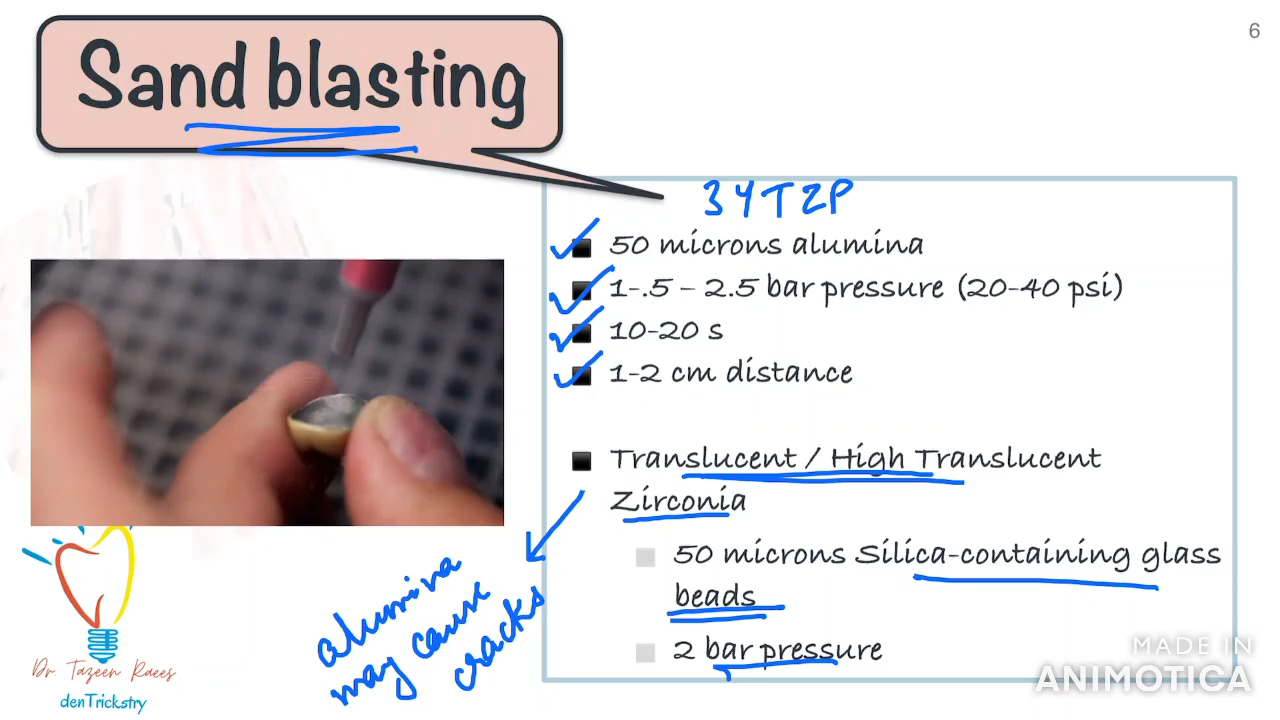 6
Sand blasting
3YTZP
50 microns alumina
1-.5 – 2.5 bar pressure (20-40 psi)
10-20 s
1-2 cm distance
Translucent / High Translucent
Zirconia
50 microns Silica-containing glass
beads
2 bar pressure
alumina
may cause
cracks
Dr Tazeen Raees
denTrickstry
MADE IN
ANIMOTICA